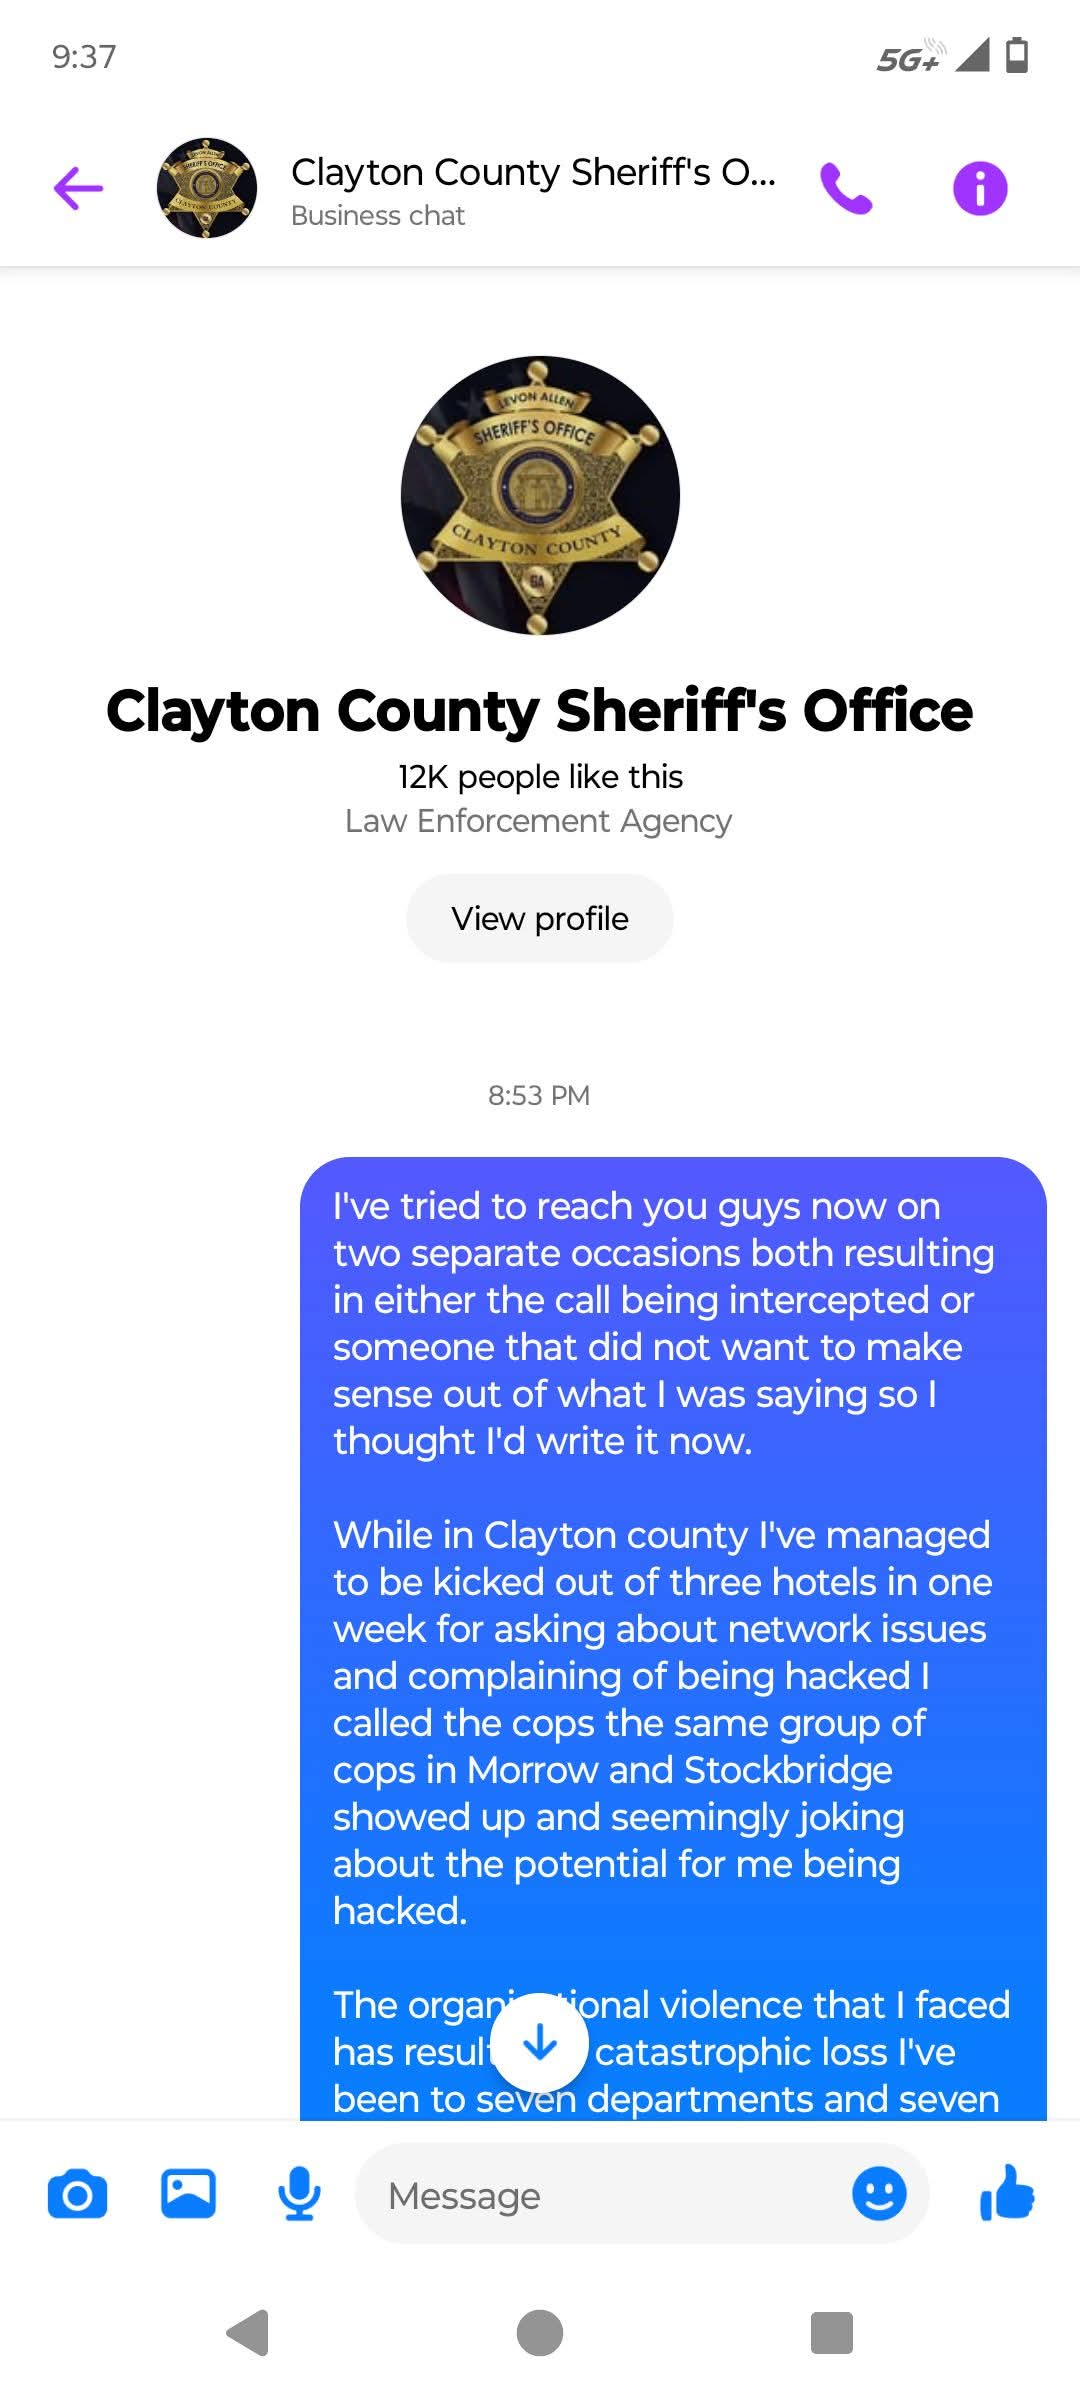 9:37
5G+
Clayton County Sheriff's O...
Business chat
LEVON ALLEN
SHERIFF'S OFFICE
CLAYTON COUNTY
GA
Clayton County Sheriff's Office
12K people like this
Law Enforcement Agency
View profile
8:53 PM
I've tried to reach you guys now on
two separate occasions both resulting
in either the call being intercepted or
someone that did not want to make
sense out of what I was saying so I
thought I'd write it now.
While in Clayton county I've managed
to be kicked out of three hotels in one
week for asking about network issues
and complaining of being hacked I
called the cops the same group of
cops in Morrow and Stockbridge
showed up and seemingly joking
about the potential for me being
hacked.
The violence that I faced
has catastrophic loss I've
been to seven departments and seven
Message